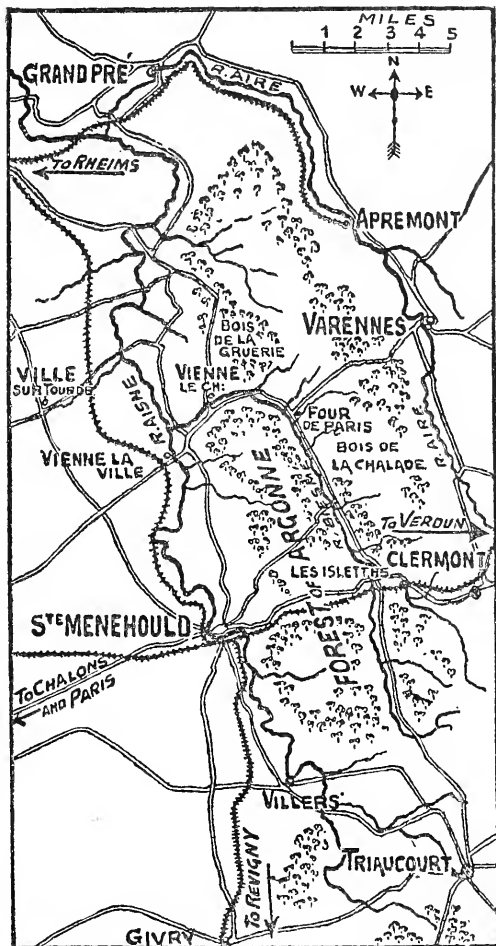 MILES
0 1 2 3 4 5
N
W E
GRANDPRÉ
R. AIRE
TO RHEIMS
APREMONT
VARENNES
BOIS
DE LA
GRUERIE
VILLE
SUR TOURBE
VIENNE
LE CH:
R. AISNE
FOUR
DE PARIS
R. AIRE
BOIS DE
LA CHALADE
VIENNE LA
VILLE
TO VERDUN
CLERMONT
LES ISLETTES
FOREST OF ARGONNE
STE MENEHOULD
TO CHALONS
AND PARIS
VILLERS
TRIAUCOURT
TO REVIGNY
GIVRY